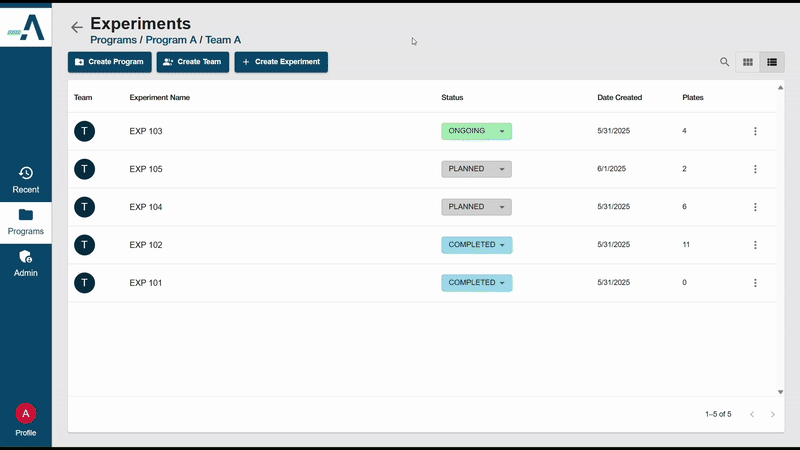 Experiments
Programs / Program A / Team A
Create Program
Create Team
Create Experiment
Team Experiment Name Status Date Created Plates
T EXP 103 ONGOING 5/31/2025 4
T EXP 105 PLANNED 6/1/2025 2
T EXP 104 PLANNED 5/31/2025 6
T EXP 102 COMPLETED 5/31/2025 11
T EXP 101 COMPLETED 5/31/2025 0
1–5 of 5
Recent
Programs
Admin
A
Profile